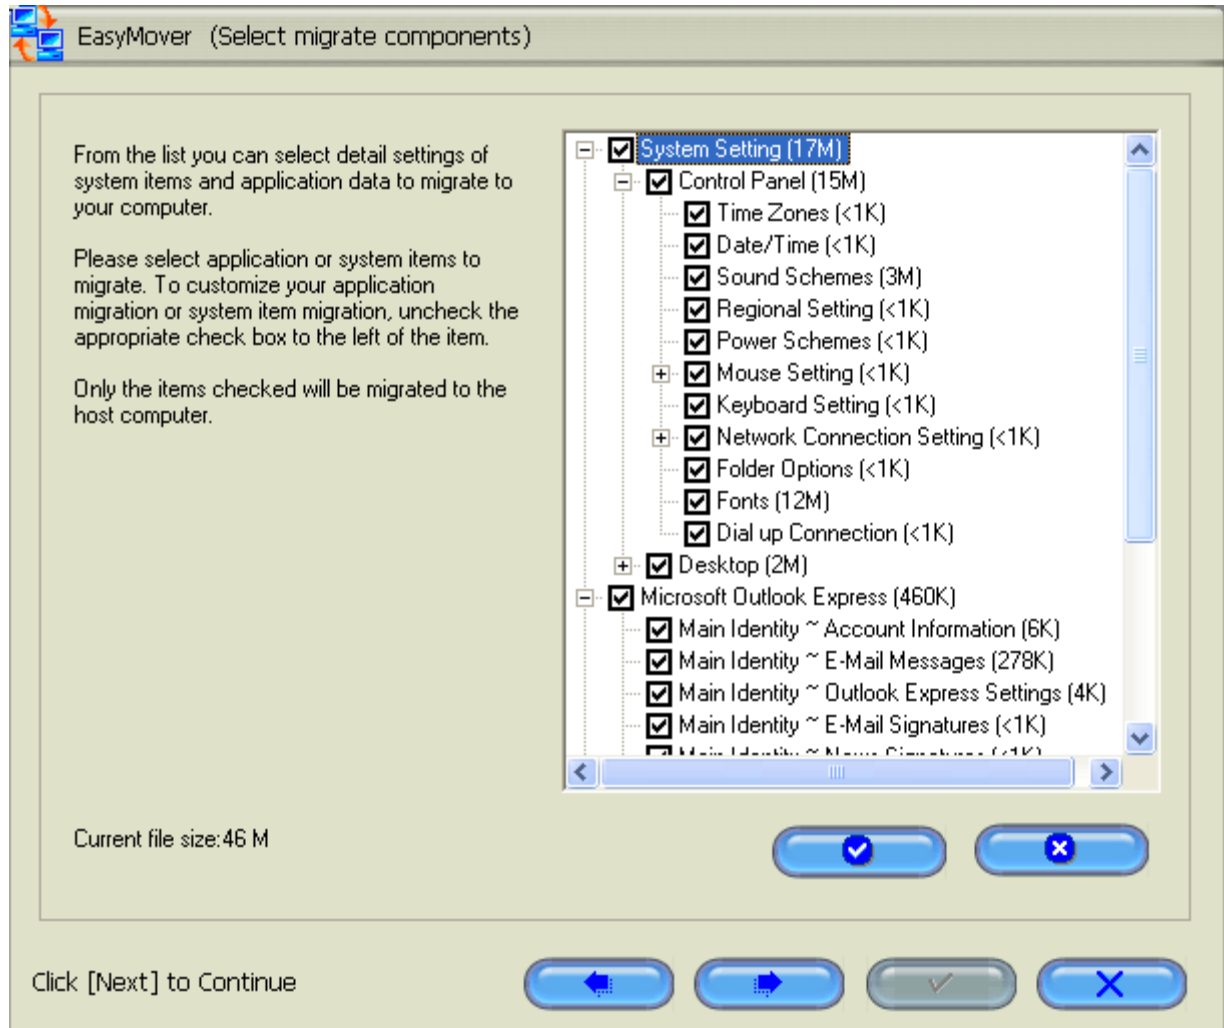 EasyMover (Select migrate components)
From the list you can select detail settings of
system items and application data to migrate to
your computer.
Please select application or system items to
migrate. To customize your application
migration or system item migration, uncheck the
appropriate check box to the left of the item.
Only the items checked will be migrated to the
host computer.
System Setting (17M)
Control Panel (15M)
Time Zones (<1K)
Date/Time (<1K)
Sound Schemes (3M)
Regional Setting (<1K)
Power Schemes (<1K)
Mouse Setting (<1K)
Keyboard Setting (<1K)
Network Connection Setting (<1K)
Folder Options (<1K)
Fonts (12M)
Dial up Connection (<1K)
Desktop (2M)
Microsoft Outlook Express (460K)
Main Identity ~ Account Information (6K)
Main Identity ~ E-Mail Messages (278K)
Main Identity ~ Outlook Express Settings (4K)
Main Identity ~ E-Mail Signatures (<1K)
Main Identity ~ News Signatures (<1K)
Current file size:46 M
Click [Next] to Continue